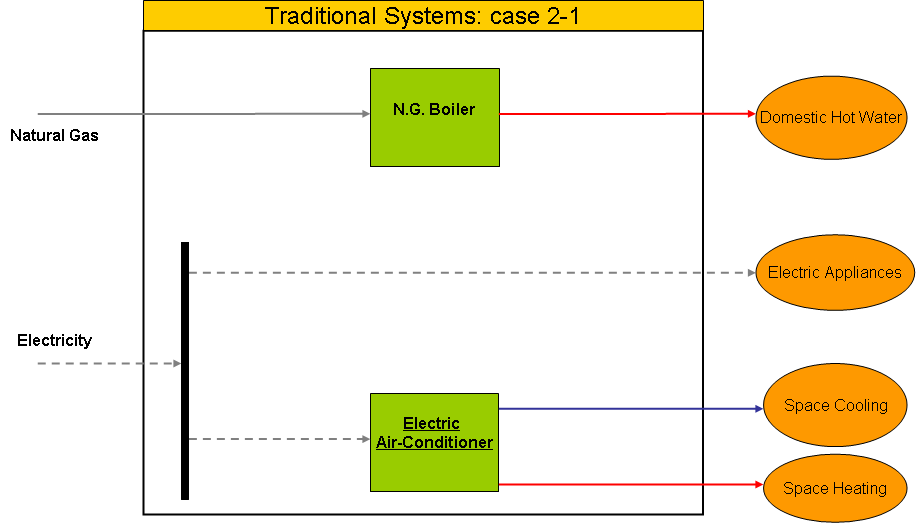 Traditional Systems: case 2-1
N.G. Boiler
Natural Gas
Domestic Hot Water
Electric Appliances
Electricity
Electric
Air-Conditioner
Space Cooling
Space Heating